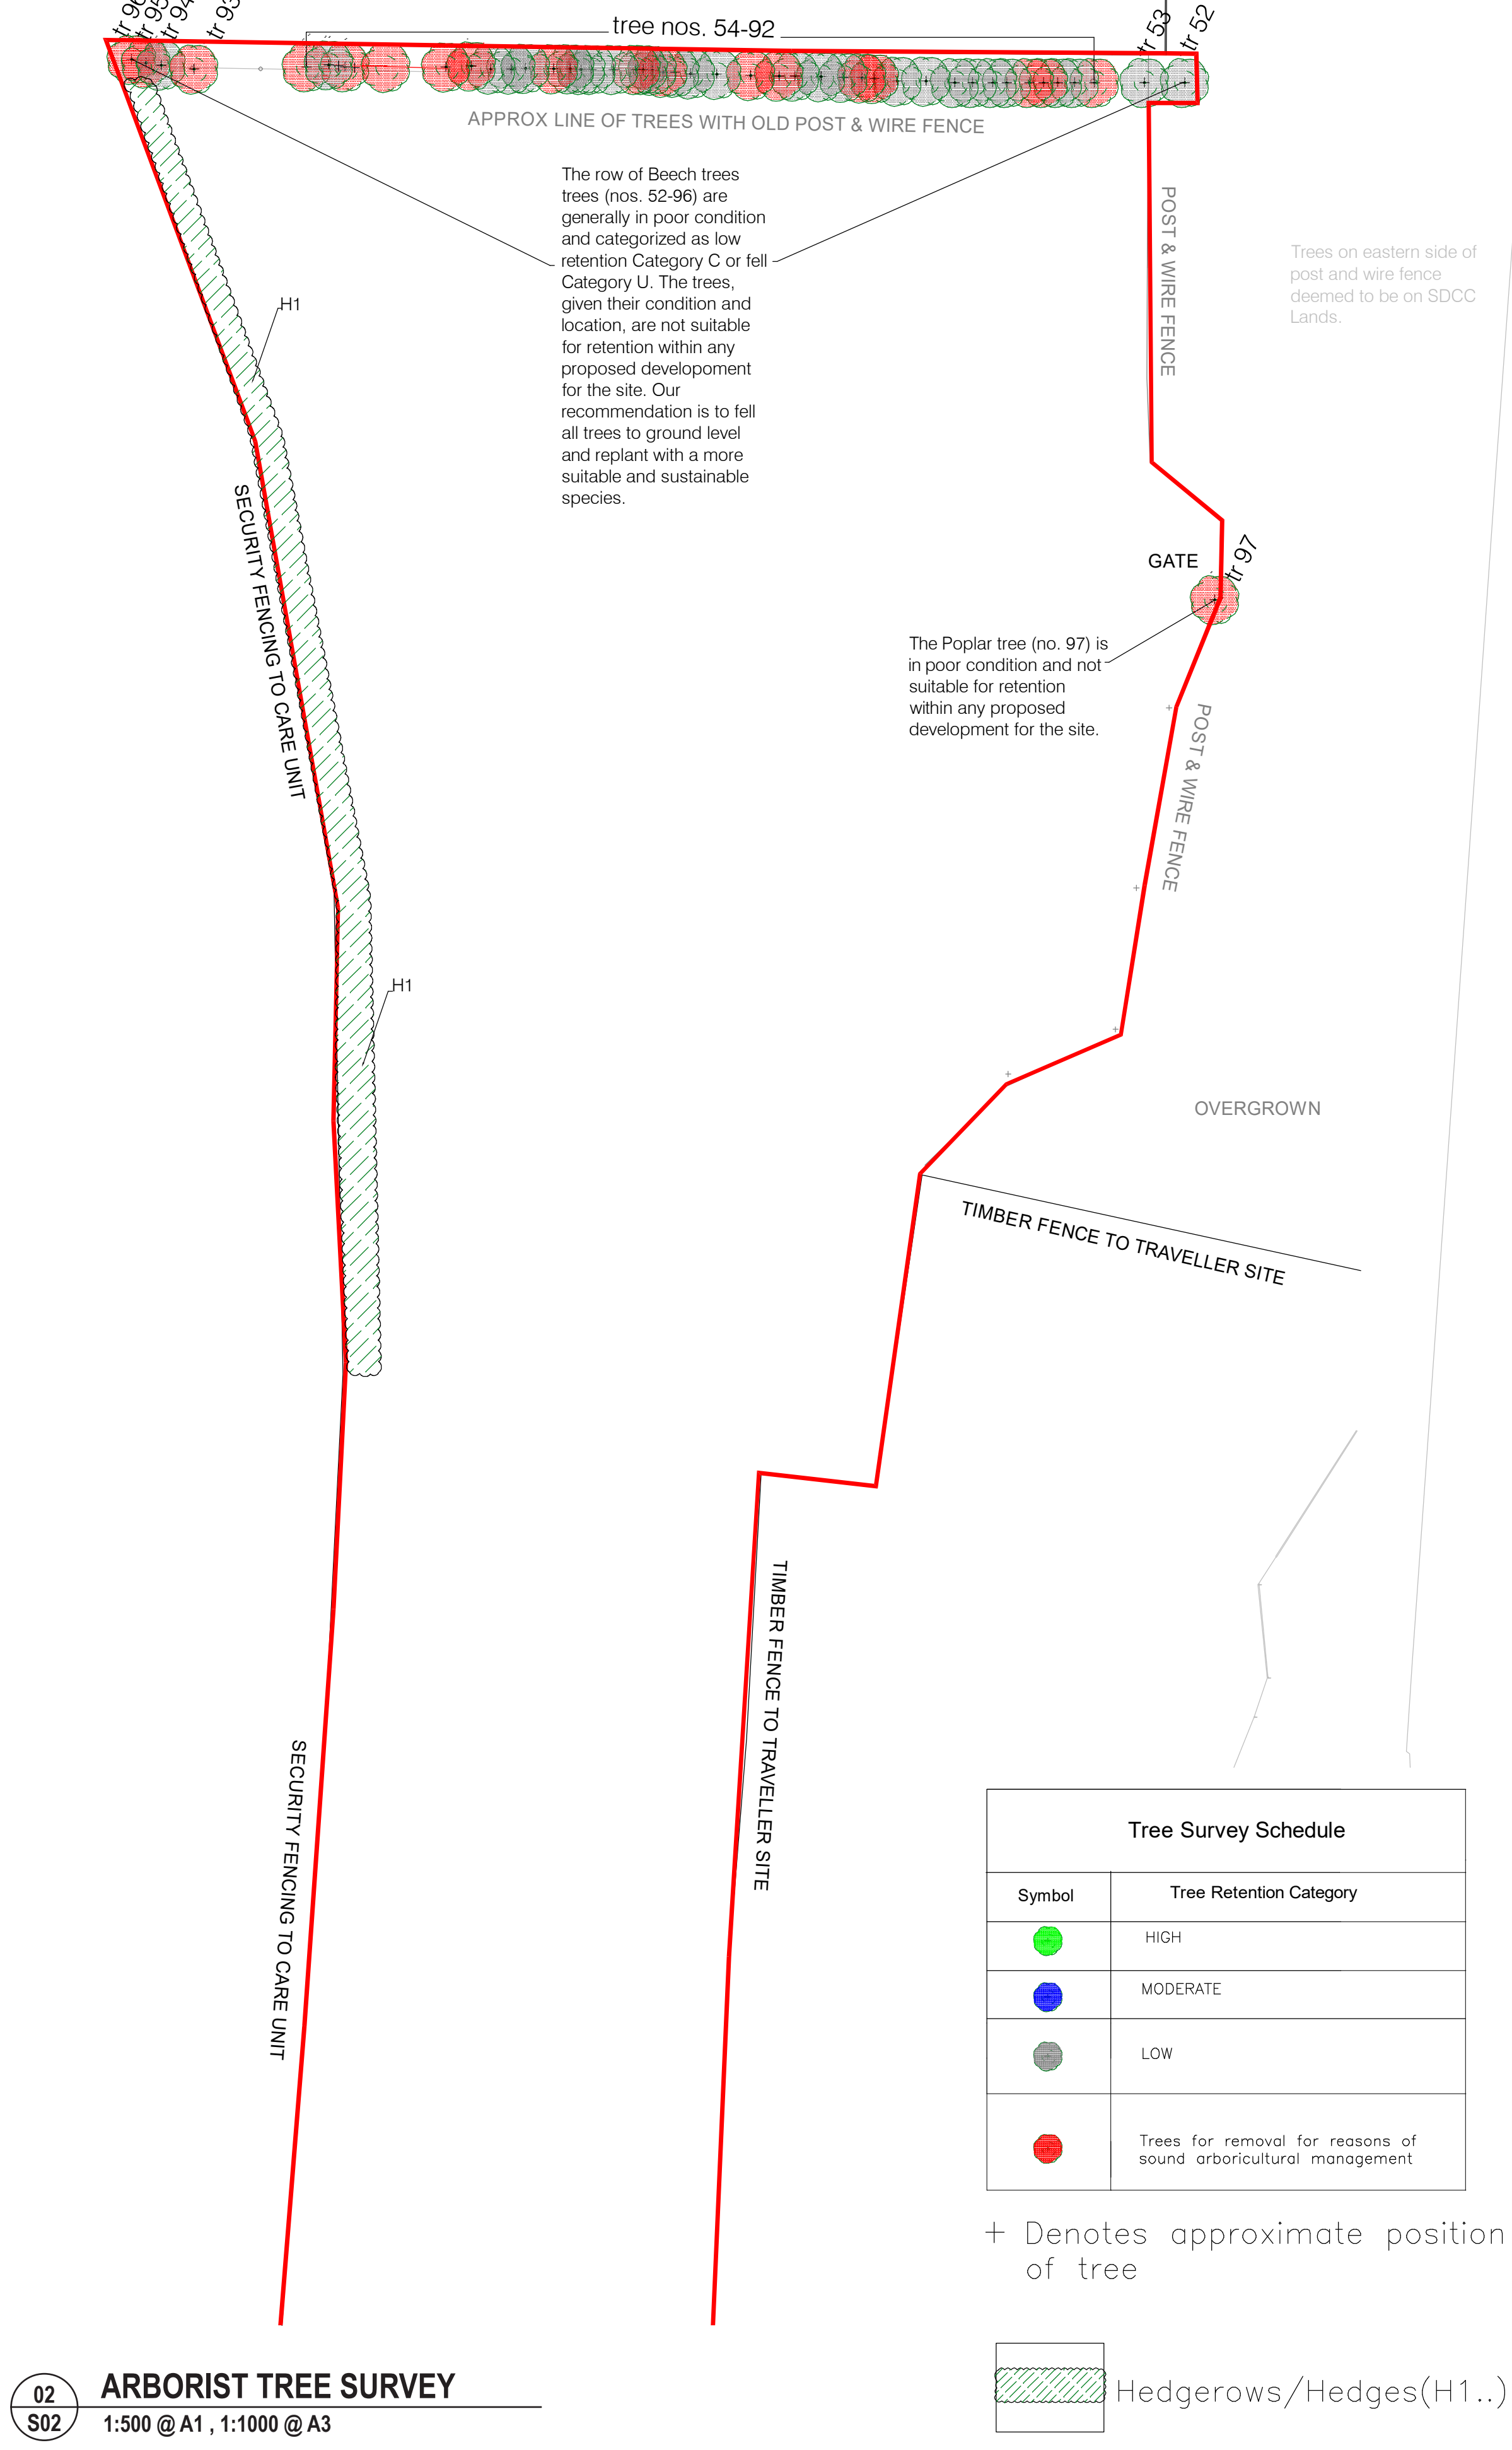 tr 96
tr 95
tr 94
tr 93
tree nos. 54-92
tr 53
tr 52
APPROX LINE OF TREES WITH OLD POST & WIRE FENCE
The row of Beech trees
trees (nos. 52-96) are
generally in poor condition
and categorized as low
retention Category C or fell
Category U. The trees,
given their condition and
location, are not suitable
for retention within any
proposed developoment
for the site. Our
recommendation is to fell
all trees to ground level
and replant with a more
suitable and sustainable
species.
POST & WIRE FENCE
Trees on eastern side of
post and wire fence
deemed to be on SDCC
Lands.
H1
SECURITY FENCING TO CARE UNIT
GATE
tr 97
The Poplar tree (no. 97) is
in poor condition and not
suitable for retention
within any proposed
development for the site.
POST & WIRE FENCE
H1
OVERGROWN
TIMBER FENCE TO TRAVELLER SITE
TIMBER FENCE TO TRAVELLER SITE
SECURITY FENCING TO CARE UNIT
Tree Survey Schedule
Symbol
Tree Retention Category
HIGH
MODERATE
LOW
Trees for removal for reasons of
sound arboricultural management
+ Denotes approximate position
of tree
Hedgerows/Hedges(H1..)
02
S02
ARBORIST TREE SURVEY
1:500 @ A1 , 1:1000 @ A3